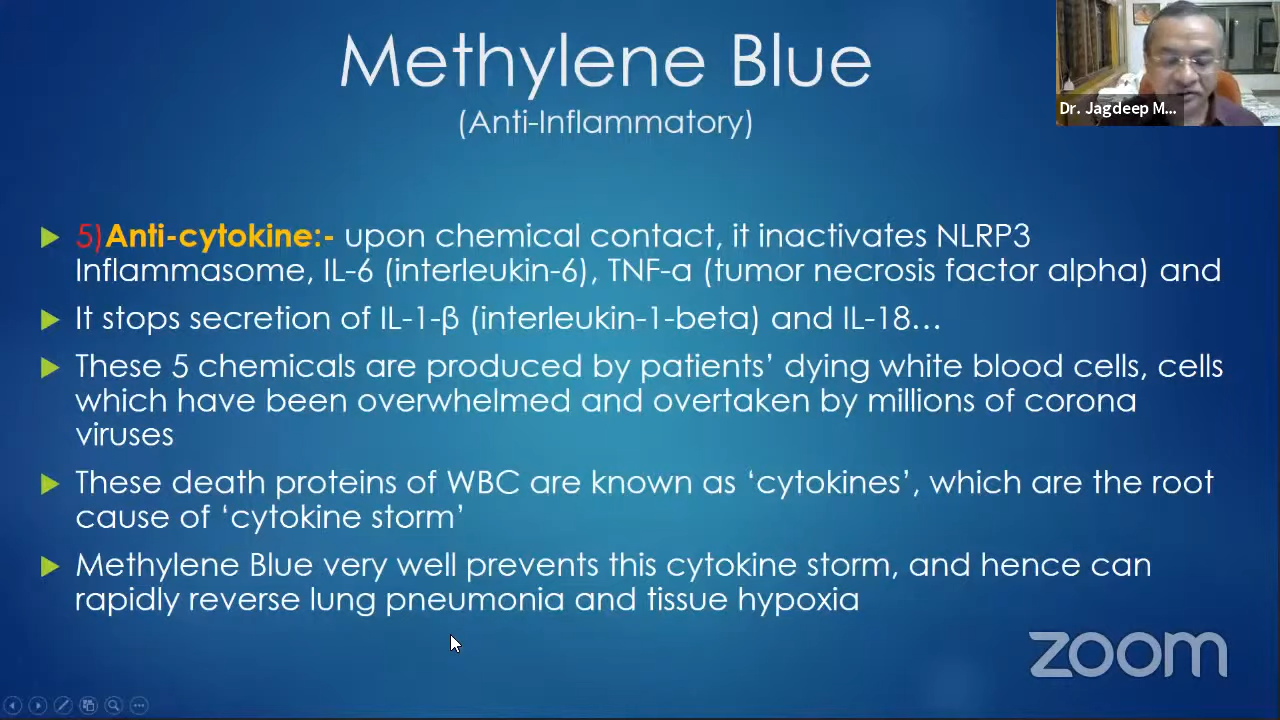 Methylene Blue
(Anti-Inflammatory)
Dr. Jagdeep M...
5)Anti-cytokine:- upon chemical contact, it inactivates NLRP3
Inflammasome, IL-6 (interleukin-6), TNF-a (tumor necrosis factor alpha) and
It stops secretion of IL-1-β (interleukin-1-beta) and IL-18…
These 5 chemicals are produced by patients’ dying white blood cells, cells
which have been overwhelmed and overtaken by millions of corona
viruses
These death proteins of WBC are known as ‘cytokines’, which are the root
cause of ‘cytokine storm’
Methylene Blue very well prevents this cytokine storm, and hence can
rapidly reverse lung pneumonia and tissue hypoxia
zoom